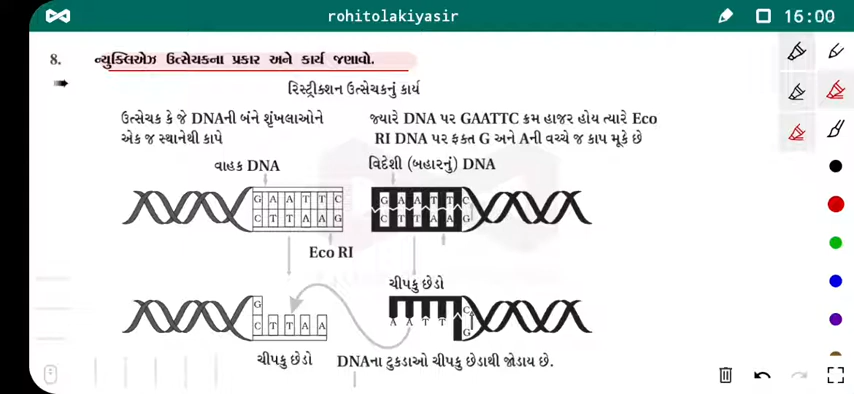 rohitolakiyasir
16:00
8. ન્યુક્લિએઝ ઉત્સેચકના પ્રકાર અને કાર્ય જણાવો.
રિસ્ટ્રીક્શન ઉત્સેચકનું કાર્ય
ઉત્સેચક કે જે DNAની બંને શૃંખલાઓને
એક જ સ્થાનેથી કાપે
જ્યારે DNA પર GAATTC ક્રમ હાજર હોય ત્યારે Eco
RI DNA પર ફક્ત G અને Aની વચ્ચે જ કાપ મૂકે છે
વાહક DNA
વિદેશી (બહારનું) DNA
G A A T T C
C T T A A G
G A A T T C
C T T A A G
Eco RI
ચીપકુ છેડો
G
C T T A A
A A T T
C
G
ચીપકુ છેડો
DNAના ટુકડાઓ ચીપકુ છેડાથી જોડાય છે.